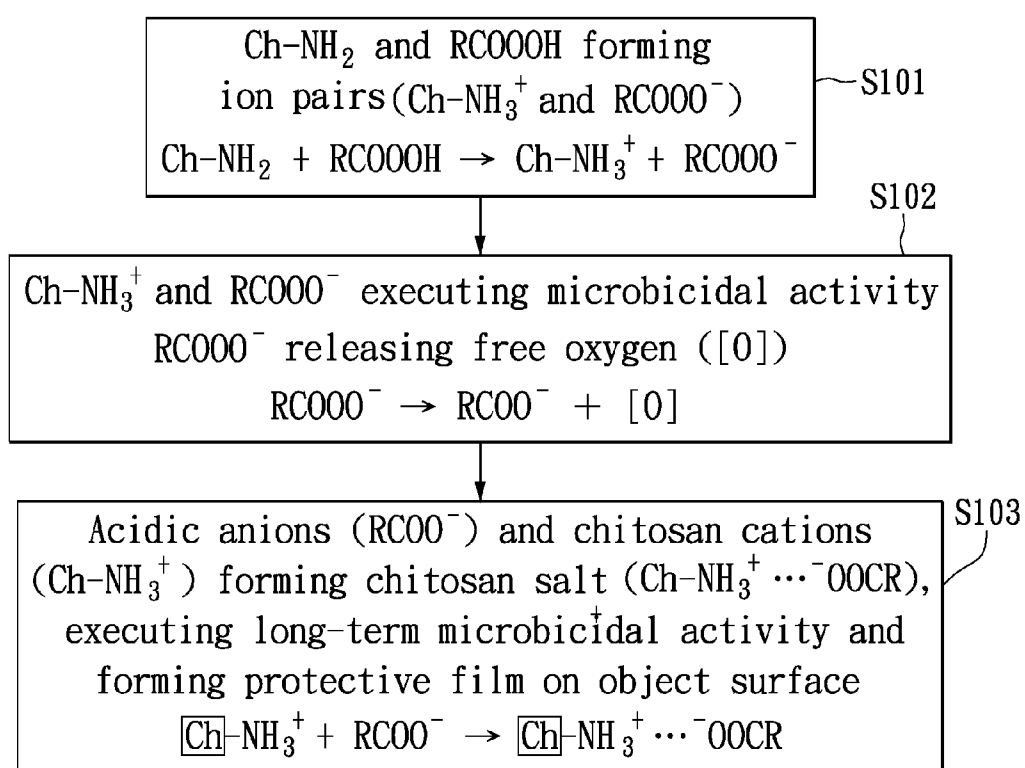 Ch-NH₂ and RCOOOH forming
ion pairs(Ch-NH₃⁺ and RCOOO⁻)
Ch-NH₂ + RCOOOH → Ch-NH₃⁺ + RCOOO⁻
S101
S102
Ch-NH₃⁺ and RCOOO⁻ executing microbicidal activity
RCOOO⁻ releasing free oxygen ([O])
RCOOO⁻ → RCOO⁻ + [O]
S103
Acidic anions (RCOO⁻) and chitosan cations
(Ch-NH₃⁺) forming chitosan salt (Ch-NH₃⁺ ⋯ ⁻OOCR),
executing long-term microbicidal activity and
forming protective film on object surface
Ch-NH₃⁺ + RCOO⁻ → Ch-NH₃⁺ ⋯ ⁻OOCR